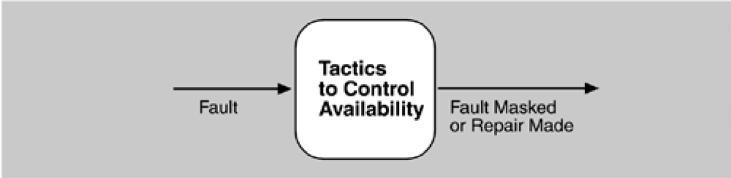 Fault
Tactics
to Control
Availability
Fault Masked
or Repair Made